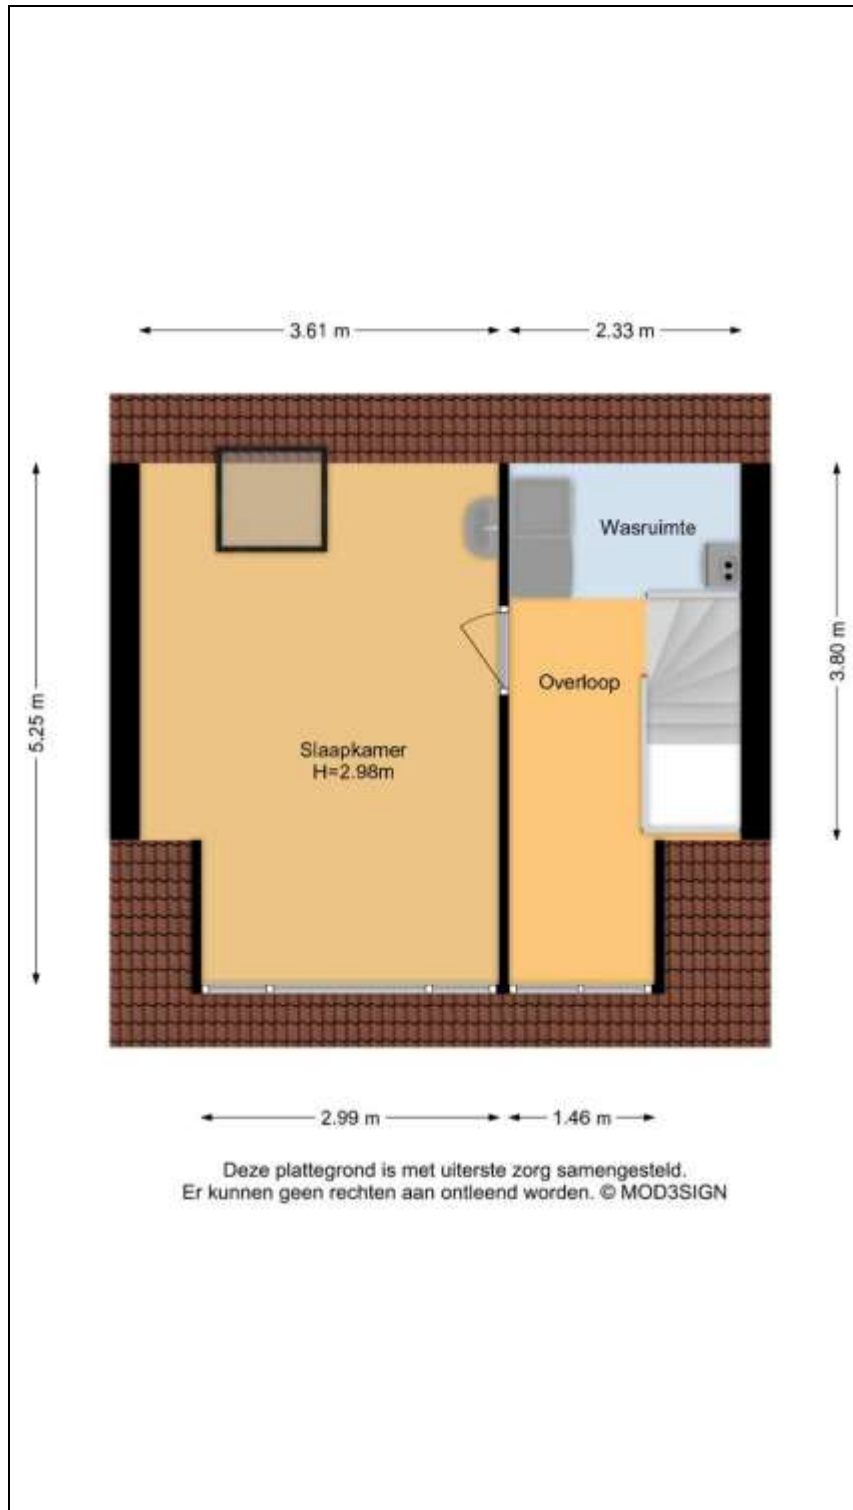 3.61 m
2.33 m
Wasruimte
Overloop
3.80 m
5.25 m
Slaapkamer
H=2.98m
2.99 m
1.46 m
Deze plattegrond is met uiterste zorg samengesteld.
Er kunnen geen rechten aan ontleend worden. © MOD3SIGN